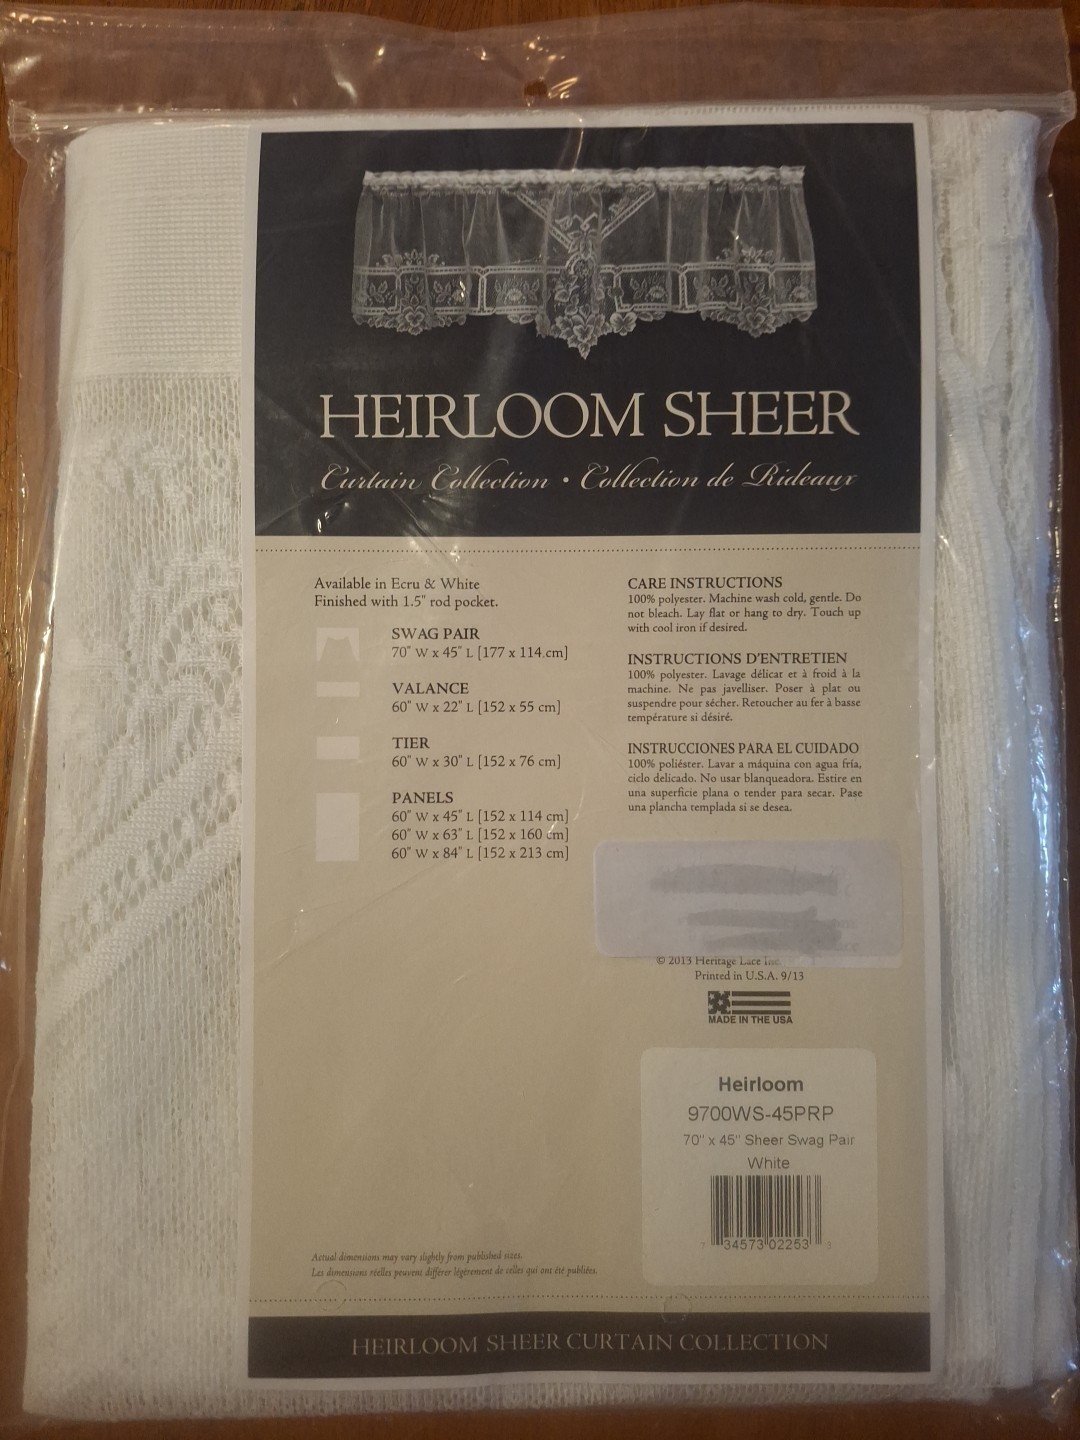 HEIRLOOM SHEER
Curtain Collection • Collection de Rideaux
Available in Ecru & White
Finished with 1.5" rod pocket.
SWAG PAIR
70" W x 45" L [177 x 114 cm]
VALANCE
60" W x 22" L [152 x 55 cm]
TIER
60" W x 30" L [152 x 76 cm]
PANELS
60" W x 45" L [152 x 114 cm]
60" W x 63" L [152 x 160 cm]
60" W x 84" L [152 x 213 cm]
CARE INSTRUCTIONS
100% polyester. Machine wash cold, gentle. Do
not bleach. Lay flat or hang to dry. Touch up
with cool iron if desired.
INSTRUCTIONS D'ENTRETIEN
100% polyester. Lavage délicat et à froid à la
machine. Ne pas javelliser. Poser à plat ou
suspendre pour sécher. Retoucher au fer à basse
température si désiré.
INSTRUCCIONES PARA EL CUIDADO
100% poliéster. Lavar a máquina con agua fría,
ciclo delicado. No usar blanqueadora. Estire en
una superficie plana o tender para secar. Pase
una plancha templada si se desea.
© 2013 Heritage Lace Inc.
Printed in U.S.A. 9/13
MADE IN THE USA
Heirloom
9700WS-45PRP
70" x 45" Sheer Swag Pair
White
7 34573 02253 3
Actual dimensions may vary slightly from published sizes.
Les dimensions réelles peuvent différer légèrement de celles qui ont été publiées.
HEIRLOOM SHEER CURTAIN COLLECTION